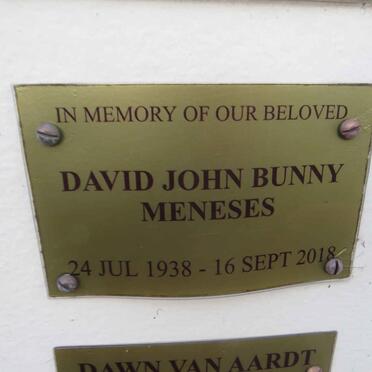 IN MEMORY OF OUR BELOVED
DAVID JOHN BUNNY
MENESES
24 JUL 1938 - 16 SEPT 2018
DAWN VAN AARDT